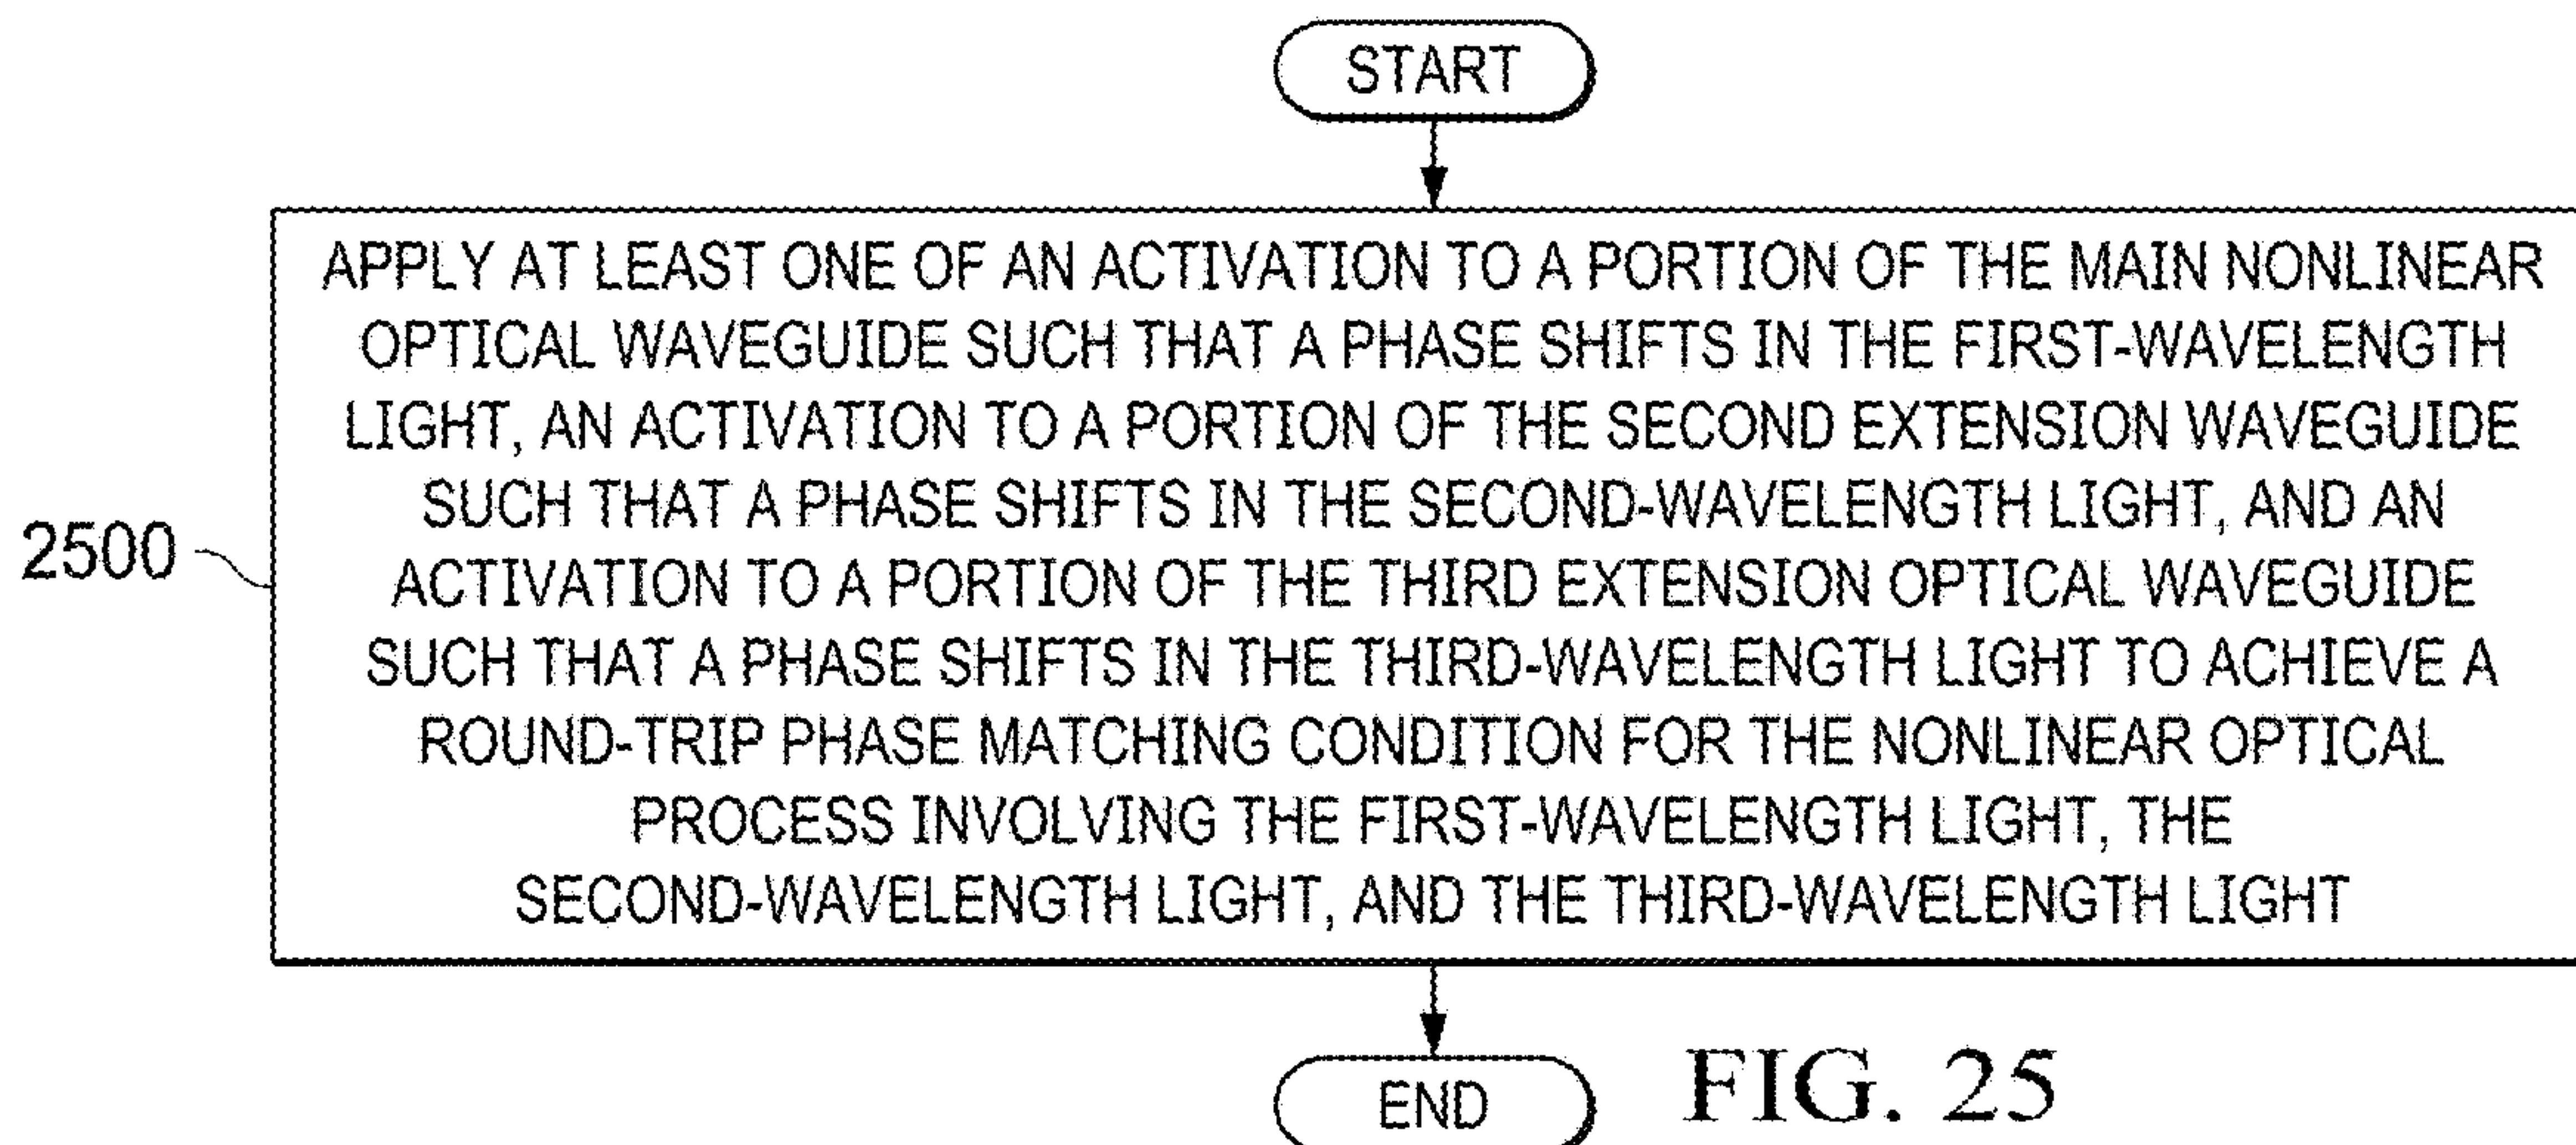 START
APPLY AT LEAST ONE OF AN ACTIVATION TO A PORTION OF THE MAIN NONLINEAR
OPTICAL WAVEGUIDE SUCH THAT A PHASE SHIFTS IN THE FIRST-WAVELENGTH
LIGHT, AN ACTIVATION TO A PORTION OF THE SECOND EXTENSION WAVEGUIDE
SUCH THAT A PHASE SHIFTS IN THE SECOND-WAVELENGTH LIGHT, AND AN
ACTIVATION TO A PORTION OF THE THIRD EXTENSION OPTICAL WAVEGUIDE
SUCH THAT A PHASE SHIFTS IN THE THIRD-WAVELENGTH LIGHT TO ACHIEVE A
ROUND-TRIP PHASE MATCHING CONDITION FOR THE NONLINEAR OPTICAL
PROCESS INVOLVING THE FIRST-WAVELENGTH LIGHT, THE
SECOND-WAVELENGTH LIGHT, AND THE THIRD-WAVELENGTH LIGHT
2500
END
FIG. 25